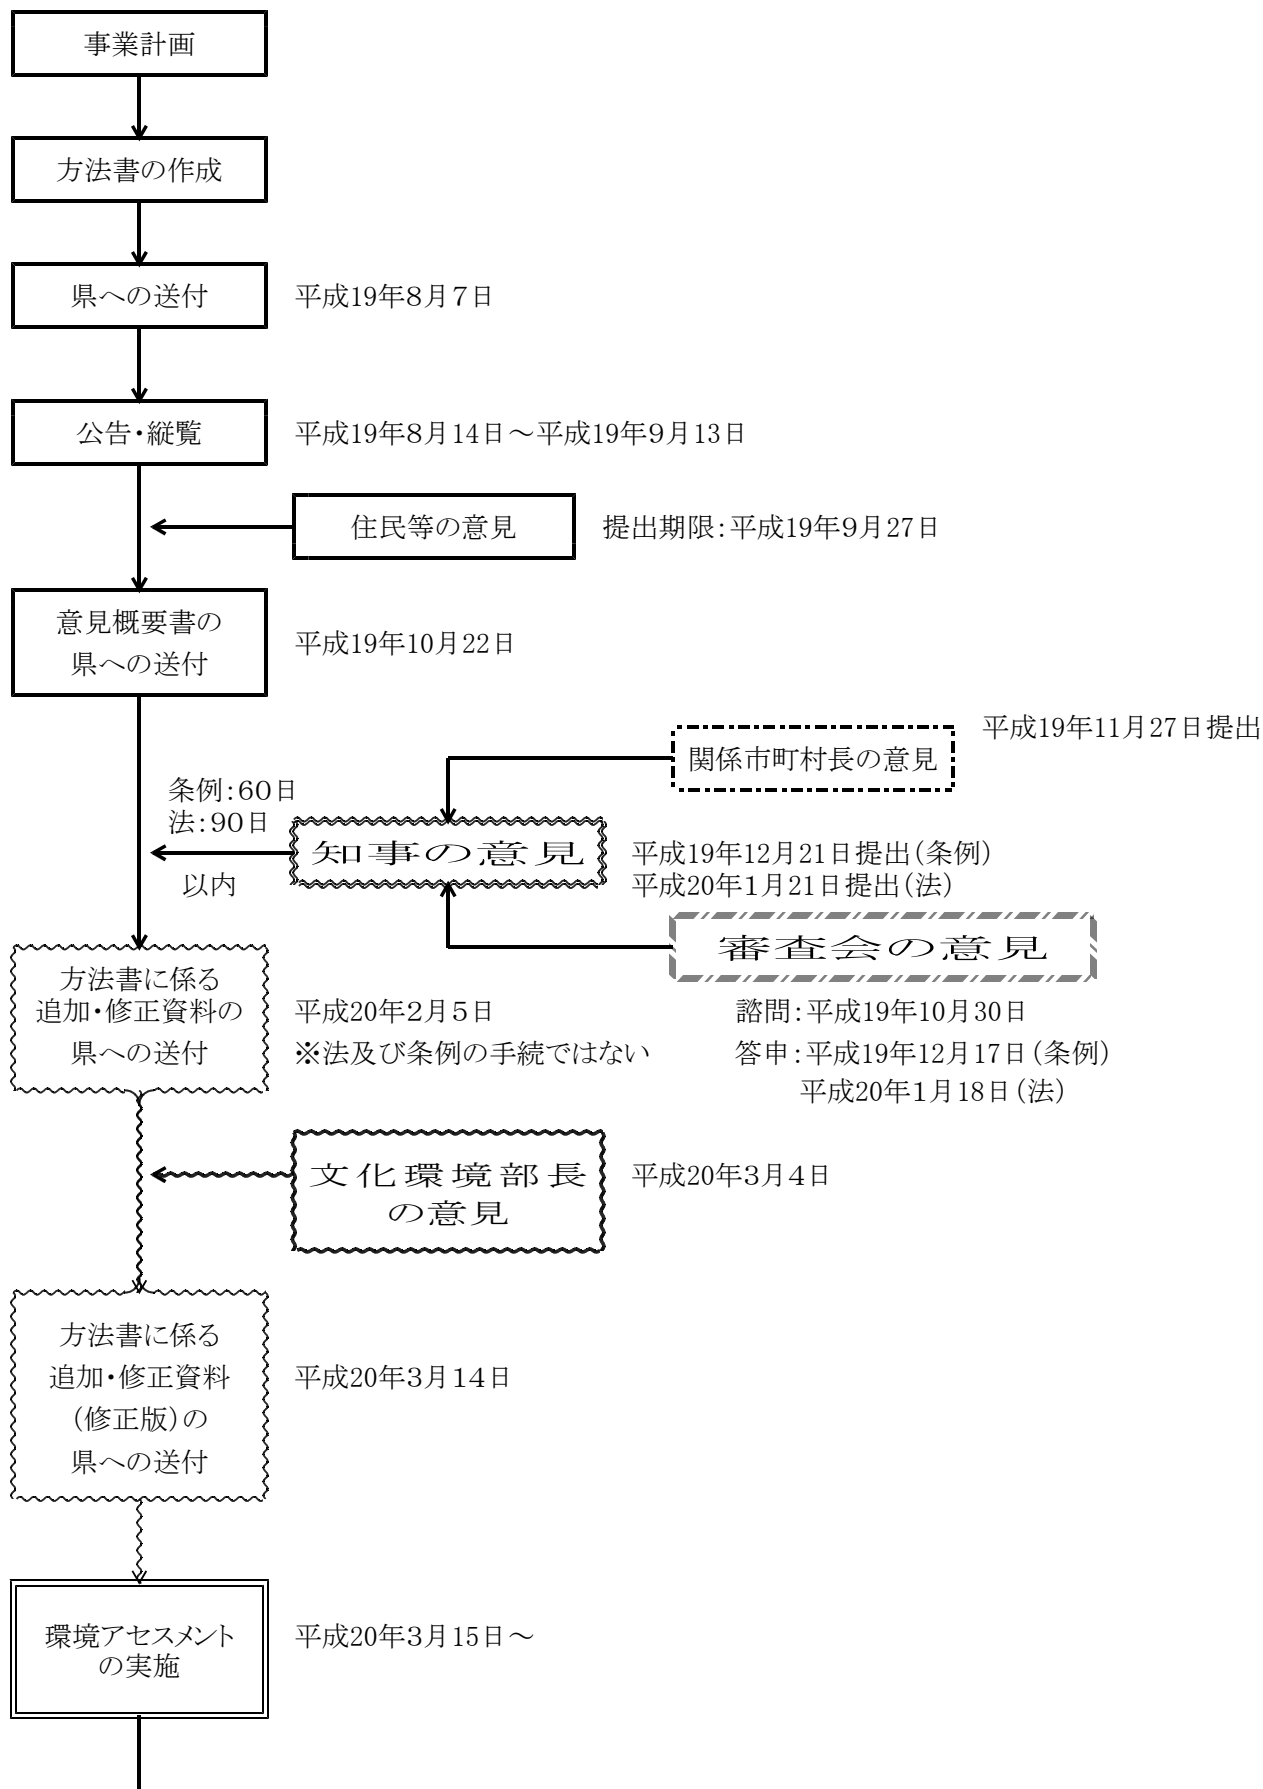 事業計画
方法書の作成
県への送付
平成19年8月7日
公告・縦覧
平成19年8月14日～平成19年9月13日
住民等の意見
提出期限：平成19年9月27日
意見概要書の
県への送付
平成19年10月22日
平成19年11月27日提出
関係市町村長の意見
条例：60日
法：90日
以内
知事の意見
平成19年12月21日提出（条例）
平成20年1月21日提出（法）
審査会の意見
諮問：平成19年10月30日
答申：平成19年12月17日（条例）
平成20年1月18日（法）
方法書に係る
追加・修正資料の
県への送付
平成20年2月5日
※法及び条例の手続ではない
文化環境部長
の意見
平成20年3月4日
方法書に係る
追加・修正資料
（修正版）の
県への送付
平成20年3月14日
環境アセスメント
の実施
平成20年3月15日～